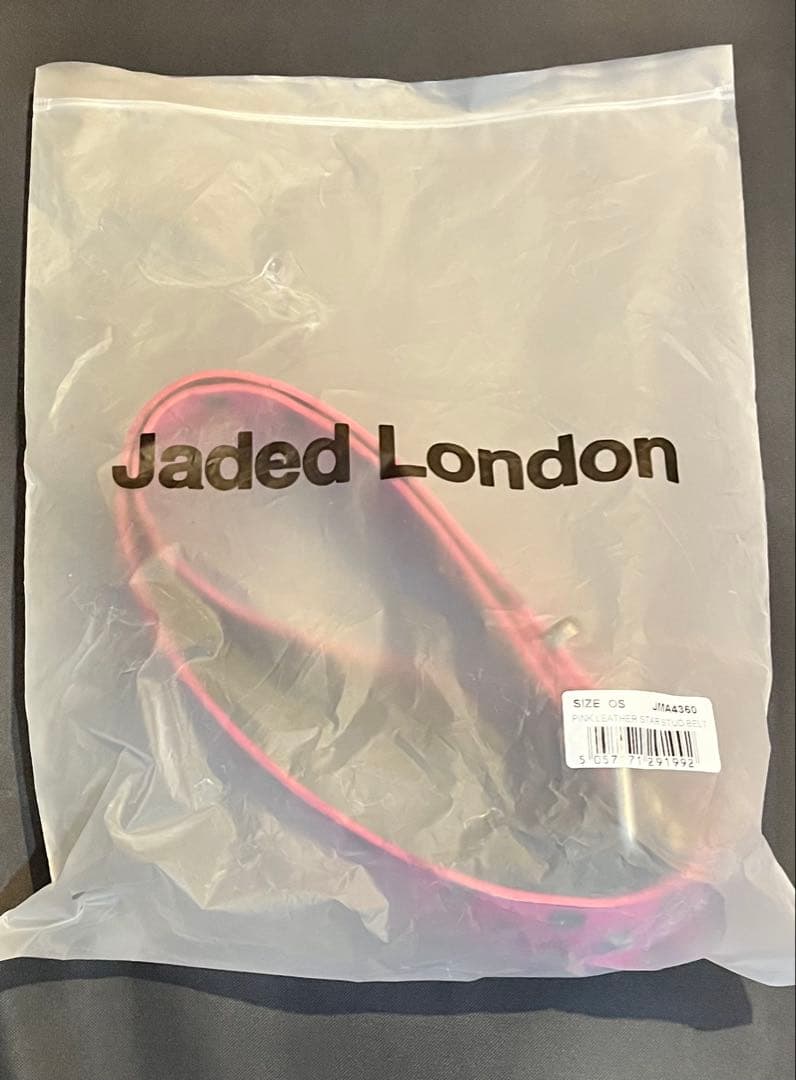 Jaded London
SIZE OS JMA4360
PINK LEATHER STAR STUD BELT
5 057 71 291992